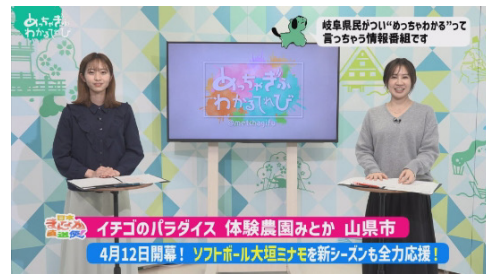 めっちゃぎふ
わかるてれび
岐阜県民がつい“めっちゃわかる”って
言っちゃう情報番組です
めっちゃぎふ
わかるてれび
イチゴのパラダイス 体験農園みとか 山県市
4月12日開幕！ ソフトボール大垣ミナモを新シーズンも全力応援！